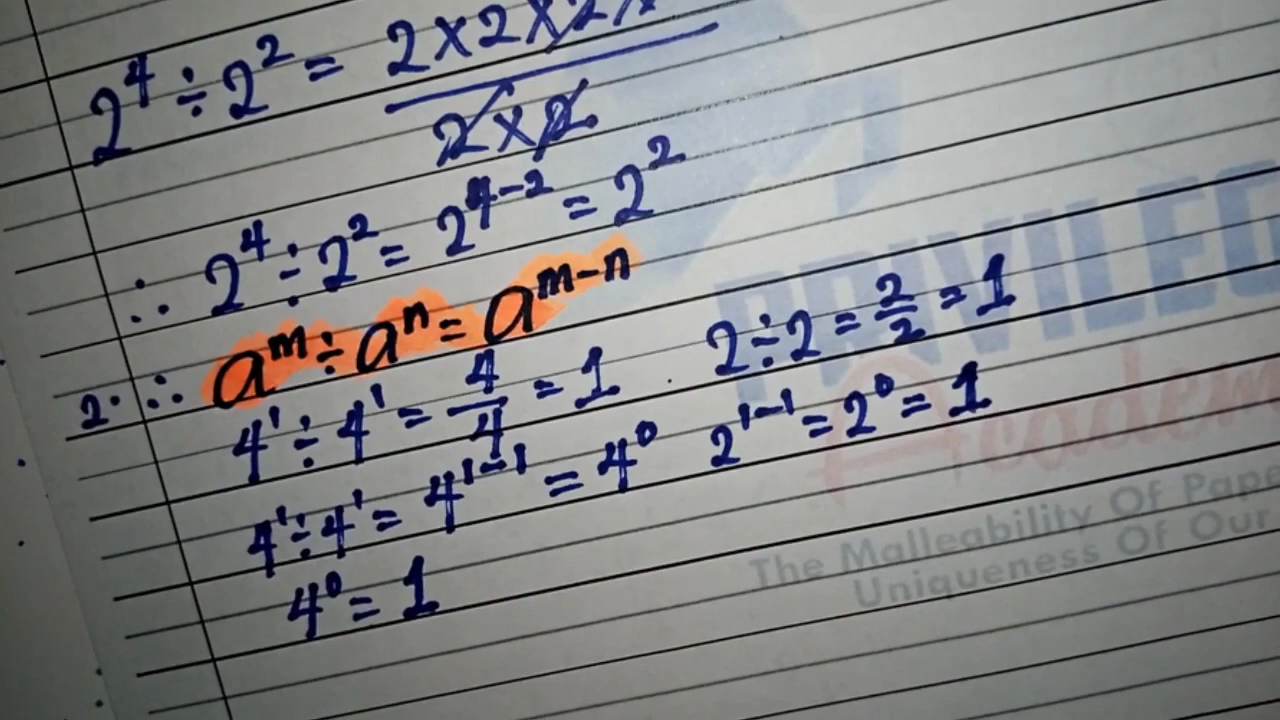 2⁴ ÷ 2² = 2×2×2×
2×2
∴ 2⁴ ÷ 2² = 2⁴⁻² = 2²
2. ∴ aᵐ ÷ aⁿ = aᵐ⁻ⁿ
4¹ ÷ 4¹ = 4/4 = 1
2 ÷ 2 = 2/2 = 1
4¹ ÷ 4¹ = 4¹⁻¹ = 4⁰
2¹⁻¹ = 2⁰ = 1
4⁰ = 1
PRIVILEG
Academ
The Malleability Of Pape
Uniqueness Of Our